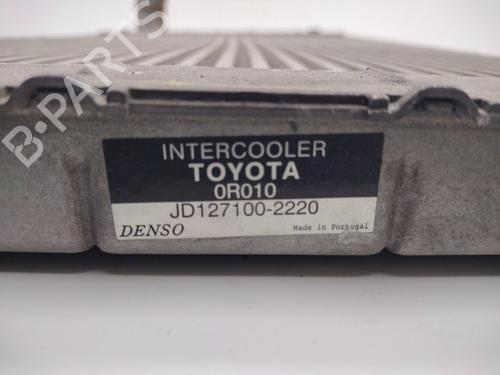 B-PARTS
INTERCOOLER
TOYOTA
0R010
JD127100-2220
DENSO Made in Portugal